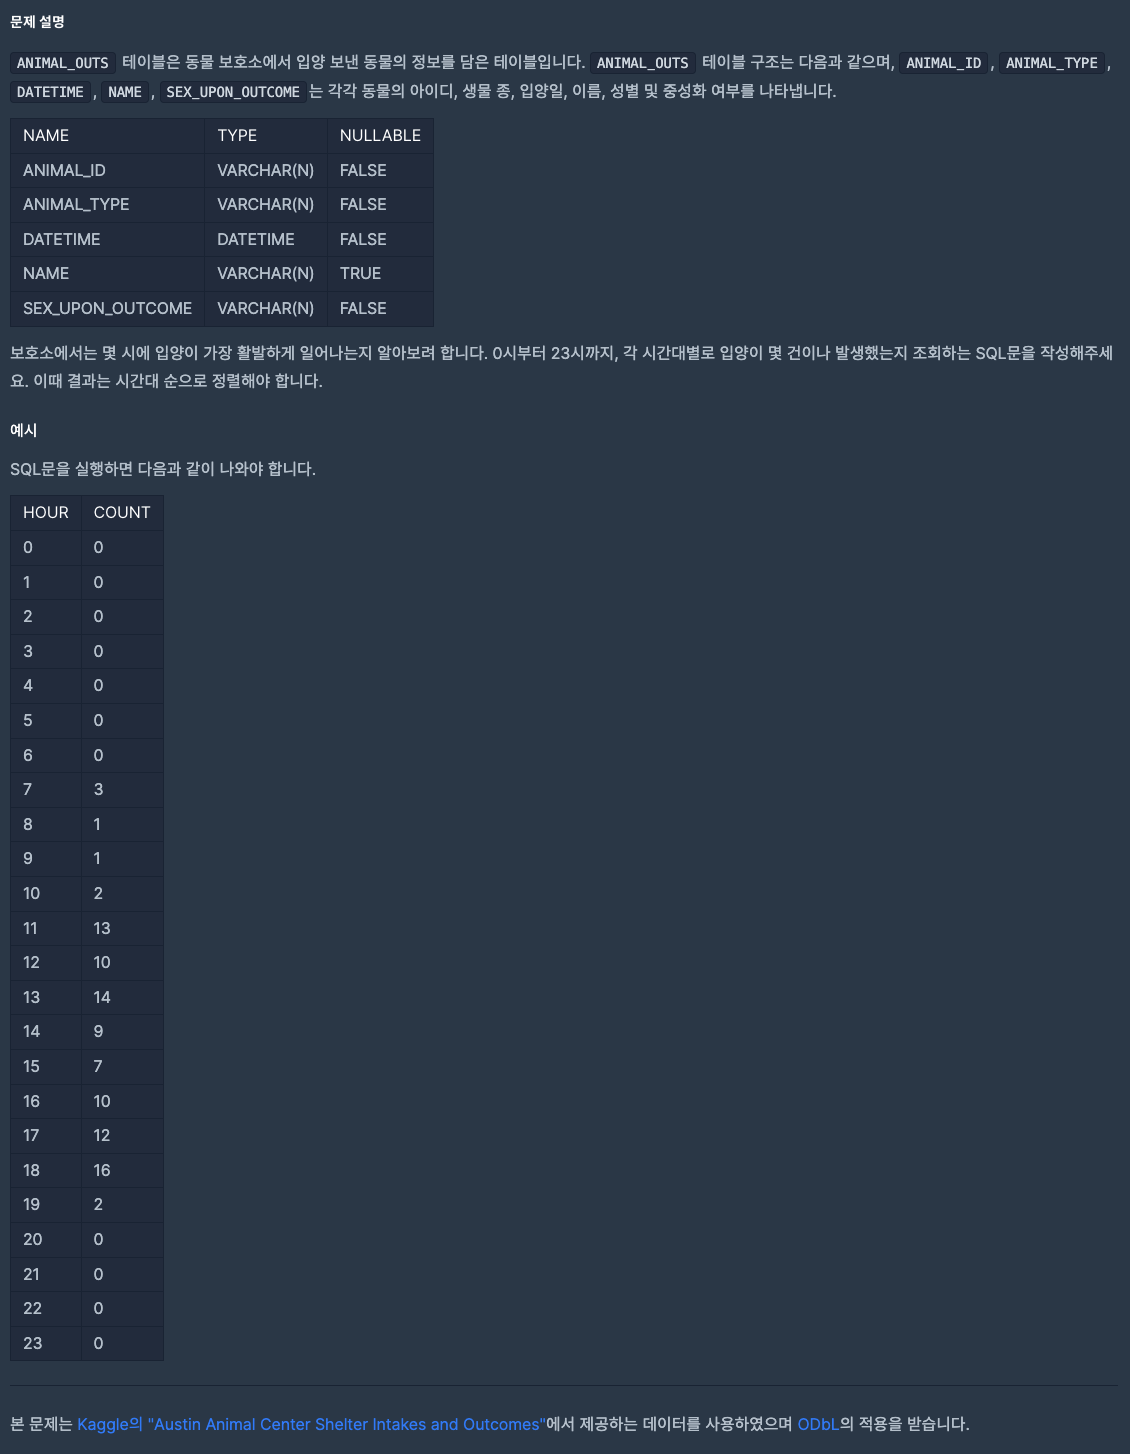 문제 설명
ANIMAL_OUTS 테이블은 동물 보호소에서 입양 보낸 동물의 정보를 담은 테이블입니다. ANIMAL_OUTS 테이블 구조는 다음과 같으며, ANIMAL_ID, ANIMAL_TYPE,
DATETIME, NAME, SEX_UPON_OUTCOME는 각각 동물의 아이디, 생물 종, 입양일, 이름, 성별 및 중성화 여부를 나타냅니다.
NAME TYPE NULLABLE
ANIMAL_ID VARCHAR(N) FALSE
ANIMAL_TYPE VARCHAR(N) FALSE
DATETIME DATETIME FALSE
NAME VARCHAR(N) TRUE
SEX_UPON_OUTCOME VARCHAR(N) FALSE
보호소에서는 몇 시에 입양이 가장 활발하게 일어나는지 알아보려 합니다. 0시부터 23시까지, 각 시간대별로 입양이 몇 건이나 발생했는지 조회하는 SQL문을 작성해주세
요. 이때 결과는 시간대 순으로 정렬해야 합니다.
예시
SQL문을 실행하면 다음과 같이 나와야 합니다.
HOUR COUNT
0 0
1 0
2 0
3 0
4 0
5 0
6 0
7 3
8 1
9 1
10 2
11 13
12 10
13 14
14 9
15 7
16 10
17 12
18 16
19 2
20 0
21 0
22 0
23 0
본 문제는 Kaggle의 "Austin Animal Center Shelter Intakes and Outcomes"에서 제공하는 데이터를 사용하였으며 ODbL의 적용을 받습니다.